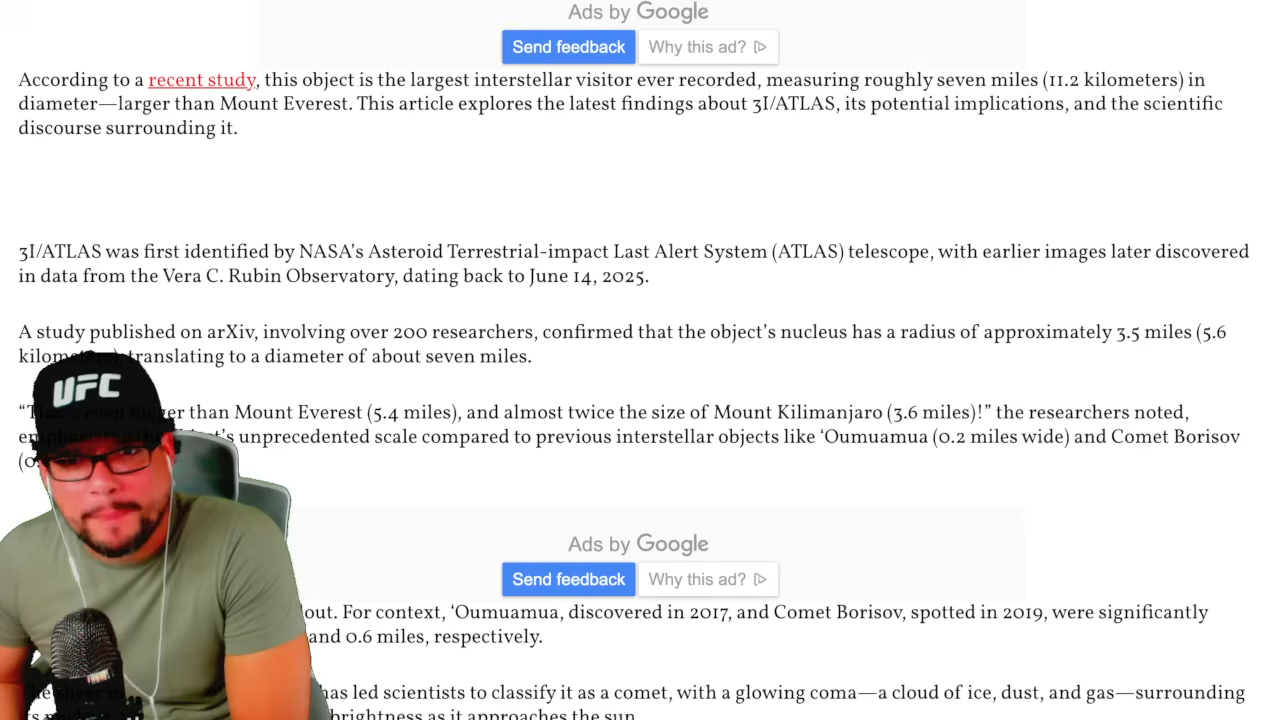 Ads by Google
Send feedback
Why this ad?
According to a recent study, this object is the largest interstellar visitor ever recorded, measuring roughly seven miles (11.2 kilometers) in
diameter—larger than Mount Everest. This article explores the latest findings about 3I/ATLAS, its potential implications, and the scientific
discourse surrounding it.
3I/ATLAS was first identified by NASA's Asteroid Terrestrial-impact Last Alert System (ATLAS) telescope, with earlier images later discovered
in data from the Vera C. Rubin Observatory, dating back to June 14, 2025.
A study published on arXiv, involving over 200 researchers, confirmed that the object's nucleus has a radius of approximately 3.5 miles (5.6
translating to a diameter of about seven miles.
even bigger than Mount Everest (5.4 miles), and almost twice the size of Mount Kilimanjaro (3.6 miles)!” the researchers noted,
unprecedented scale compared to previous interstellar objects like ‘Oumuamua (0.2 miles wide) and Comet Borisov
UFC
Ads by Google
Send feedback
Why this ad?
For context, ‘Oumuamua, discovered in 2017, and Comet Borisov, spotted in 2019, were significantly
and 0.6 miles, respectively.
has led scientists to classify it as a comet, with a glowing coma—a cloud of ice, dust, and gas—surrounding
brightness as it approaches the sun.